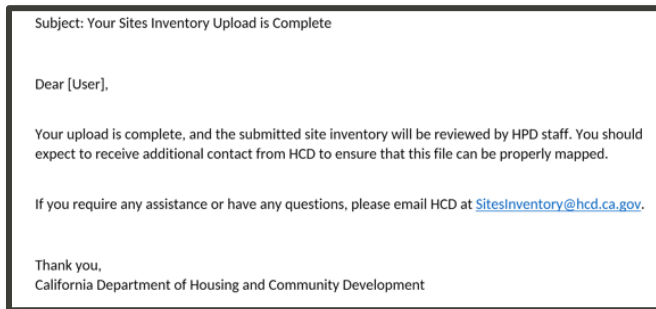 Subject: Your Sites Inventory Upload is Complete
Dear [User],
Your upload is complete, and the submitted site inventory will be reviewed by HPD staff. You should
expect to receive additional contact from HCD to ensure that this file can be properly mapped.
If you require any assistance or have any questions, please email HCD at SitesInventory@hcd.ca.gov.
Thank you,
California Department of Housing and Community Development